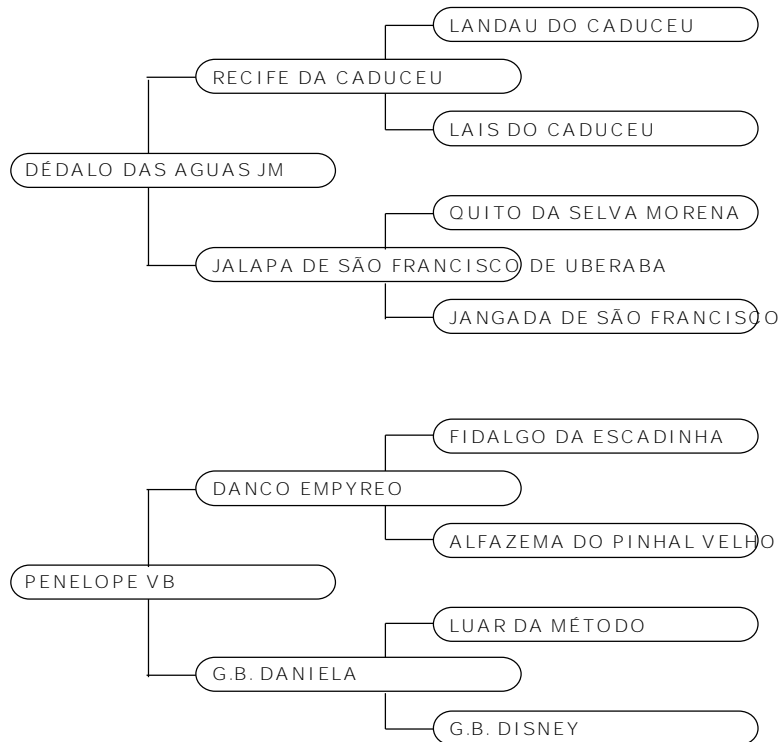 LANDAU DO CADUCEU
RECIFE DA CADUCEU
LAIS DO CADUCEU
DÉDALO DAS AGUAS JM
QUITO DA SELVA MORENA
JALAPA DE SÃO FRANCISCO DE UBERABA
JANGADA DE SÃO FRANCISCO
FIDALGO DA ESCADINHA
DANCO EMPYREO
ALFAZEMA DO PINHAL VELHO
PENELOPE VB
LUAR DA MÉTODO
G.B. DANIELA
G.B. DISNEY